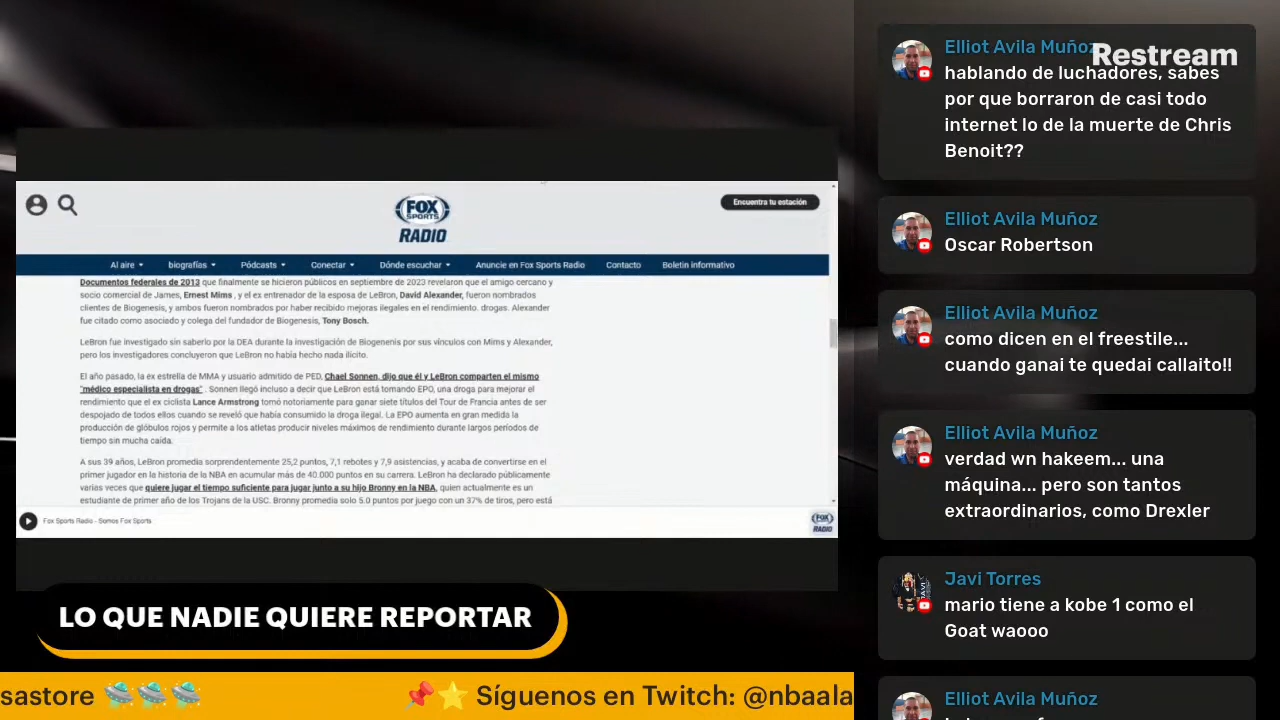 Encuentra tu estación
FOX
SPORTS
RADIO
Al aire
biografías
Pódcasts
Conectar
Dónde escuchar
Anuncie en Fox Sports Radio
Contacto
Boletín informativo
Documentos federales de 2013 que finalmente se hicieron públicos en septiembre de 2023 revelaron que el amigo cercano y
socio comercial de James, Ernest Mims , y el ex entrenador de la esposa de LeBron, David Alexander, fueron nombrados
clientes de Biogenesis, y ambos fueron nombrados por haber recibido mejoras ilegales en el rendimiento. drogas. Alexander
fue citado como asociado y colega del fundador de Biogenesis, Tony Bosch.
LeBron fue investigado sin saberlo por la DEA durante la investigación de Biogenenis por sus vínculos con Mims y Alexander,
pero los investigadores concluyeron que LeBron no había hecho nada ilícito.
El año pasado, la ex estrella de MMA y usuario admitido de PED, Chael Sonnen, dijo que él y LeBron comparten el mismo
"médico especialista en drogas" . Sonnen llegó incluso a decir que LeBron está tomando EPO, una droga para mejorar el
rendimiento que el ex ciclista Lance Armstrong tomó notoriamente para ganar siete títulos del Tour de Francia antes de ser
despojado de todos ellos cuando se reveló que había consumido la droga ilegal. La EPO aumenta en gran medida la
producción de glóbulos rojos y permite a los atletas producir niveles máximos de rendimiento durante largos períodos de
tiempo sin mucha caída.
A sus 39 años, LeBron promedia sorprendentemente 25,2 puntos, 7,1 rebotes y 7,9 asistencias, y acaba de convertirse en el
primer jugador en la historia de la NBA en acumular más de 40.000 puntos en su carrera. LeBron ha declarado públicamente
varias veces que quiere jugar el tiempo suficiente para jugar junto a su hijo Bronny en la NBA, quien actualmente es un
estudiante de primer año de los Trojans de la USC. Bronny promedia solo 5.0 puntos por juego con un 37% de tiros, pero está
Fox Sports Radio - Somos Fox Sports
FOX
RADIO
LO QUE NADIE QUIERE REPORTAR
sastore 🛸🛸🛸 📌⭐ Síguenos en Twitch: @nbaala
Restream
Elliot Avila Muñoz
hablando de luchadores, sabes
por que borraron de casi todo
internet lo de la muerte de Chris
Benoit??
Elliot Avila Muñoz
Oscar Robertson
Elliot Avila Muñoz
como dicen en el freestile...
cuando ganai te quedai callaito!!
Elliot Avila Muñoz
verdad wn hakeem... una
máquina... pero son tantos
extraordinarios, como Drexler
Javi Torres
mario tiene a kobe 1 como el
Goat waooo
Elliot Avila Muñoz